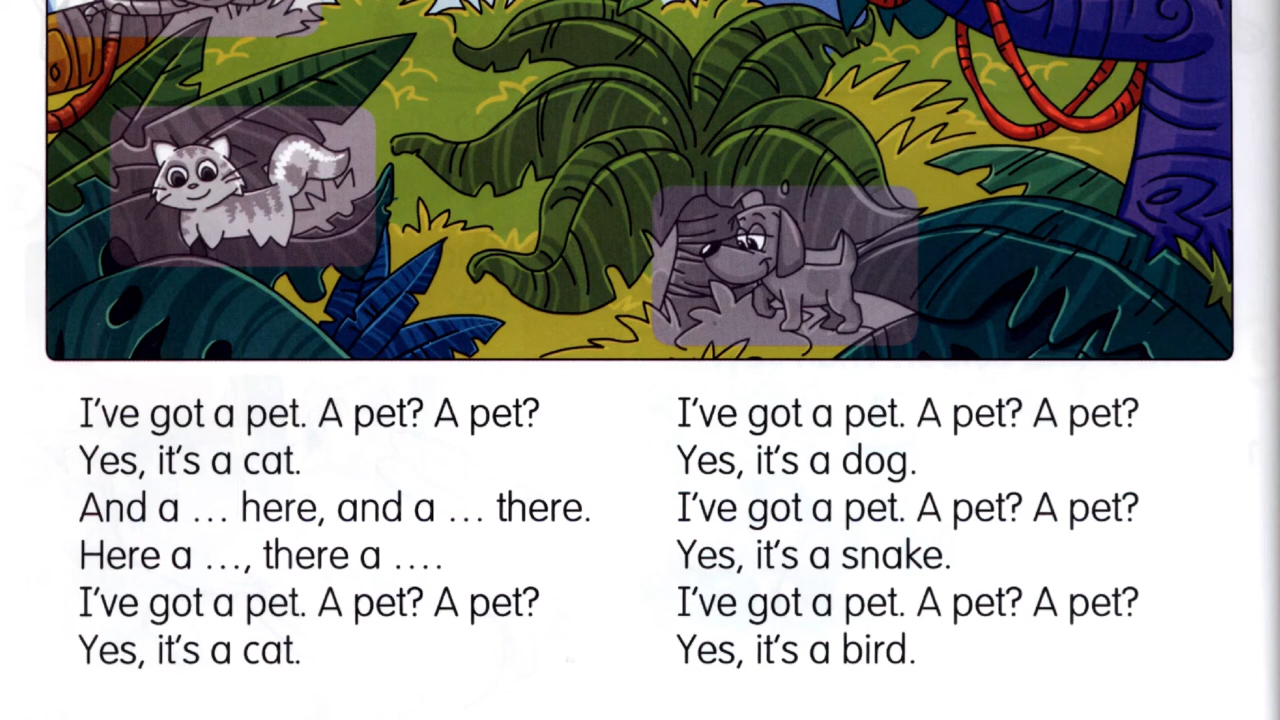 I've got a pet. A pet? A pet?
Yes, it's a cat.
And a ... here, and a ... there.
Here a ..., there a ....
I've got a pet. A pet? A pet?
Yes, it's a cat.
I've got a pet. A pet? A pet?
Yes, it's a dog.
I've got a pet. A pet? A pet?
Yes, it's a snake.
I've got a pet. A pet? A pet?
Yes, it's a bird.